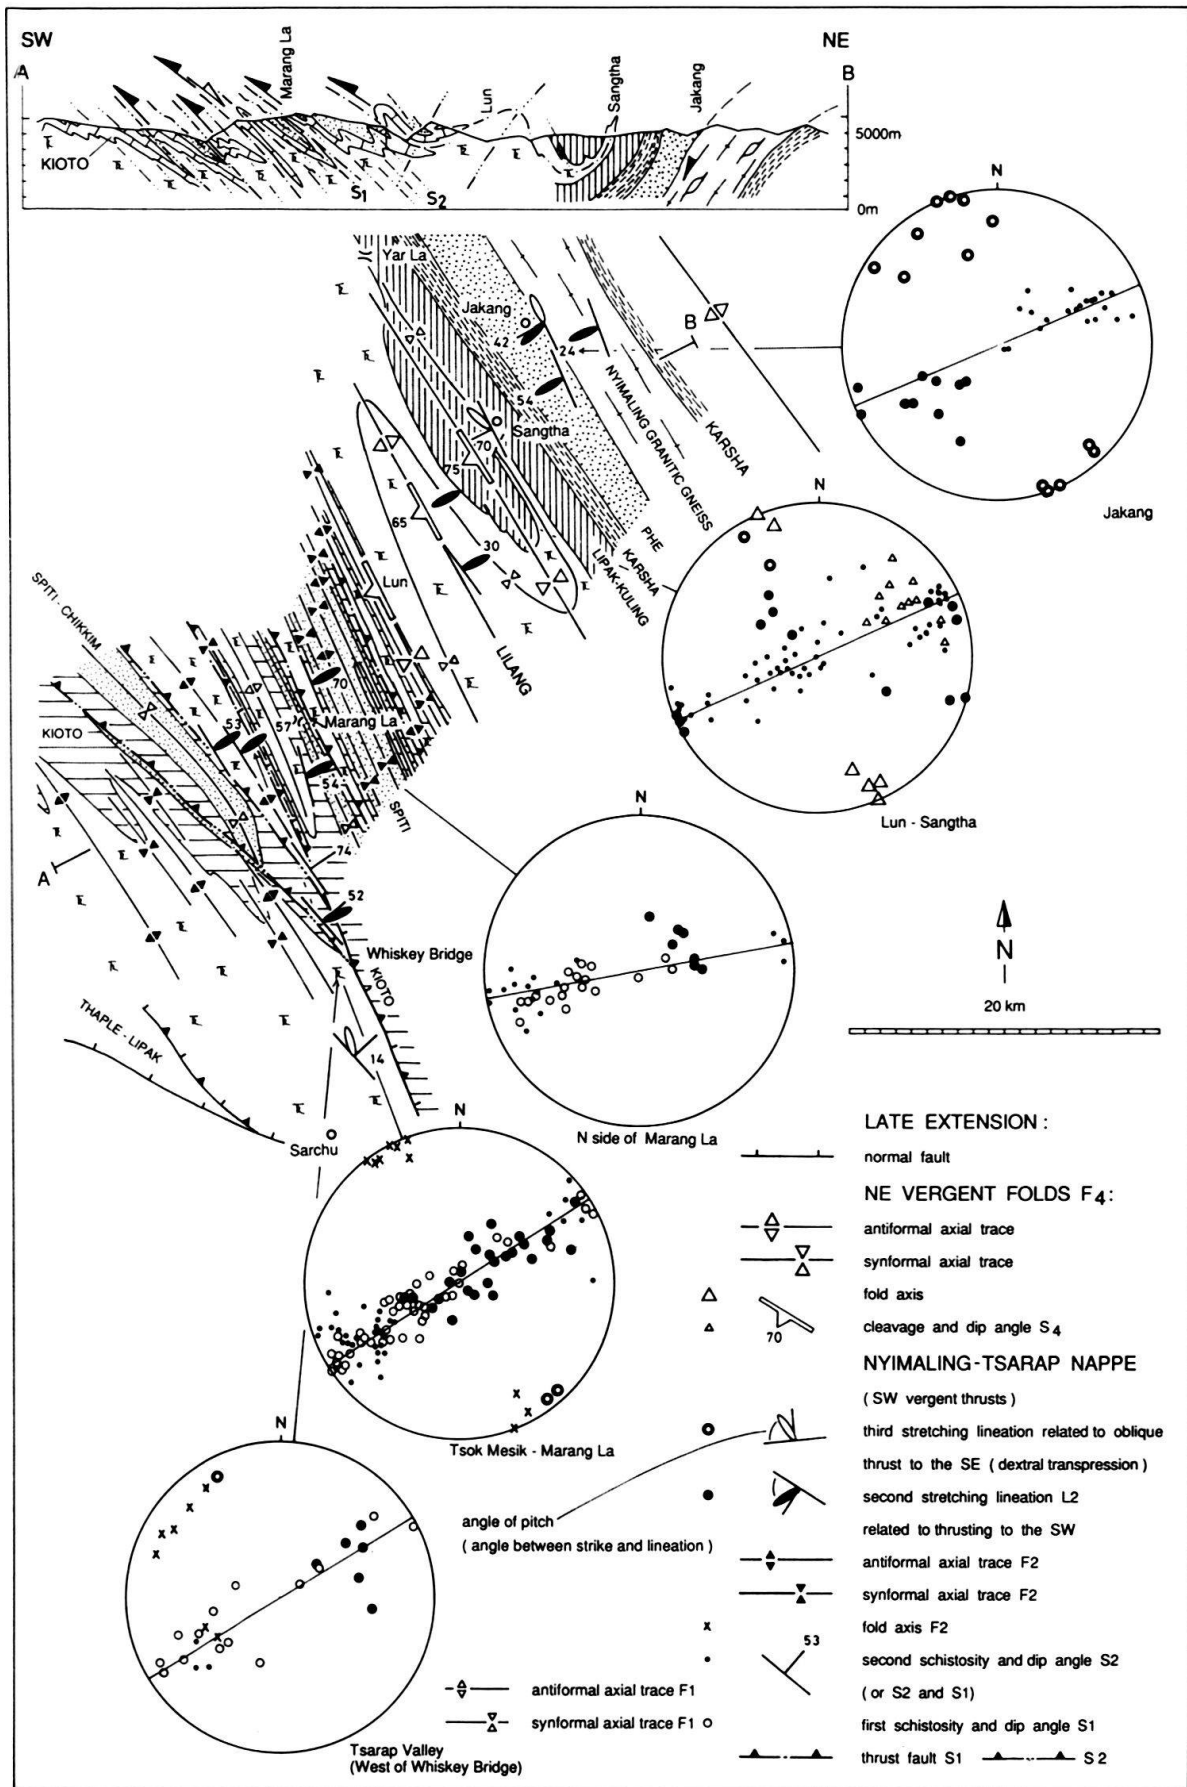 SW
NE
A
B
Marang La
Lun
Sangtha
Jakang
5000m
0m
KIOTO
S1
S2
N
Yar La
Jakang
42
24
B
54
NYIMALING GRANITIC GNEISS
KARSHA
Sangtha
70
75
65
30
PHE
KARSHA
LIPAK-KULING
Jakang
N
Lun
LILANG
SPITI - CHIKKIM
70
KIOTO
53
57
Marang La
54
SPITI
Lun - Sangtha
N
74
A
52
Whiskey Bridge
KIOTO
N
20 km
THAPLE - LIPAK
14
Sarchu
N
N side of Marang La
LATE EXTENSION :
normal fault
NE VERGENT FOLDS F4 :
antiformal axial trace
synformal axial trace
fold axis
cleavage and dip angle S4
70
NYIMALING-TSARAP NAPPE
( SW vergent thrusts )
third stretching lineation related to oblique
thrust to the SE ( dextral transpression )
second stretching lineation L2
related to thrusting to the SW
antiformal axial trace F2
synformal axial trace F2
fold axis F2
53
second schistosity and dip angle S2
(or S2 and S1)
first schistosity and dip angle S1
thrust fault S1
S2
Tsok Mesik - Marang La
N
angle of pitch
( angle between strike and lineation )
antiformal axial trace F1
synformal axial trace F1
Tsarap Valley
(West of Whiskey Bridge)